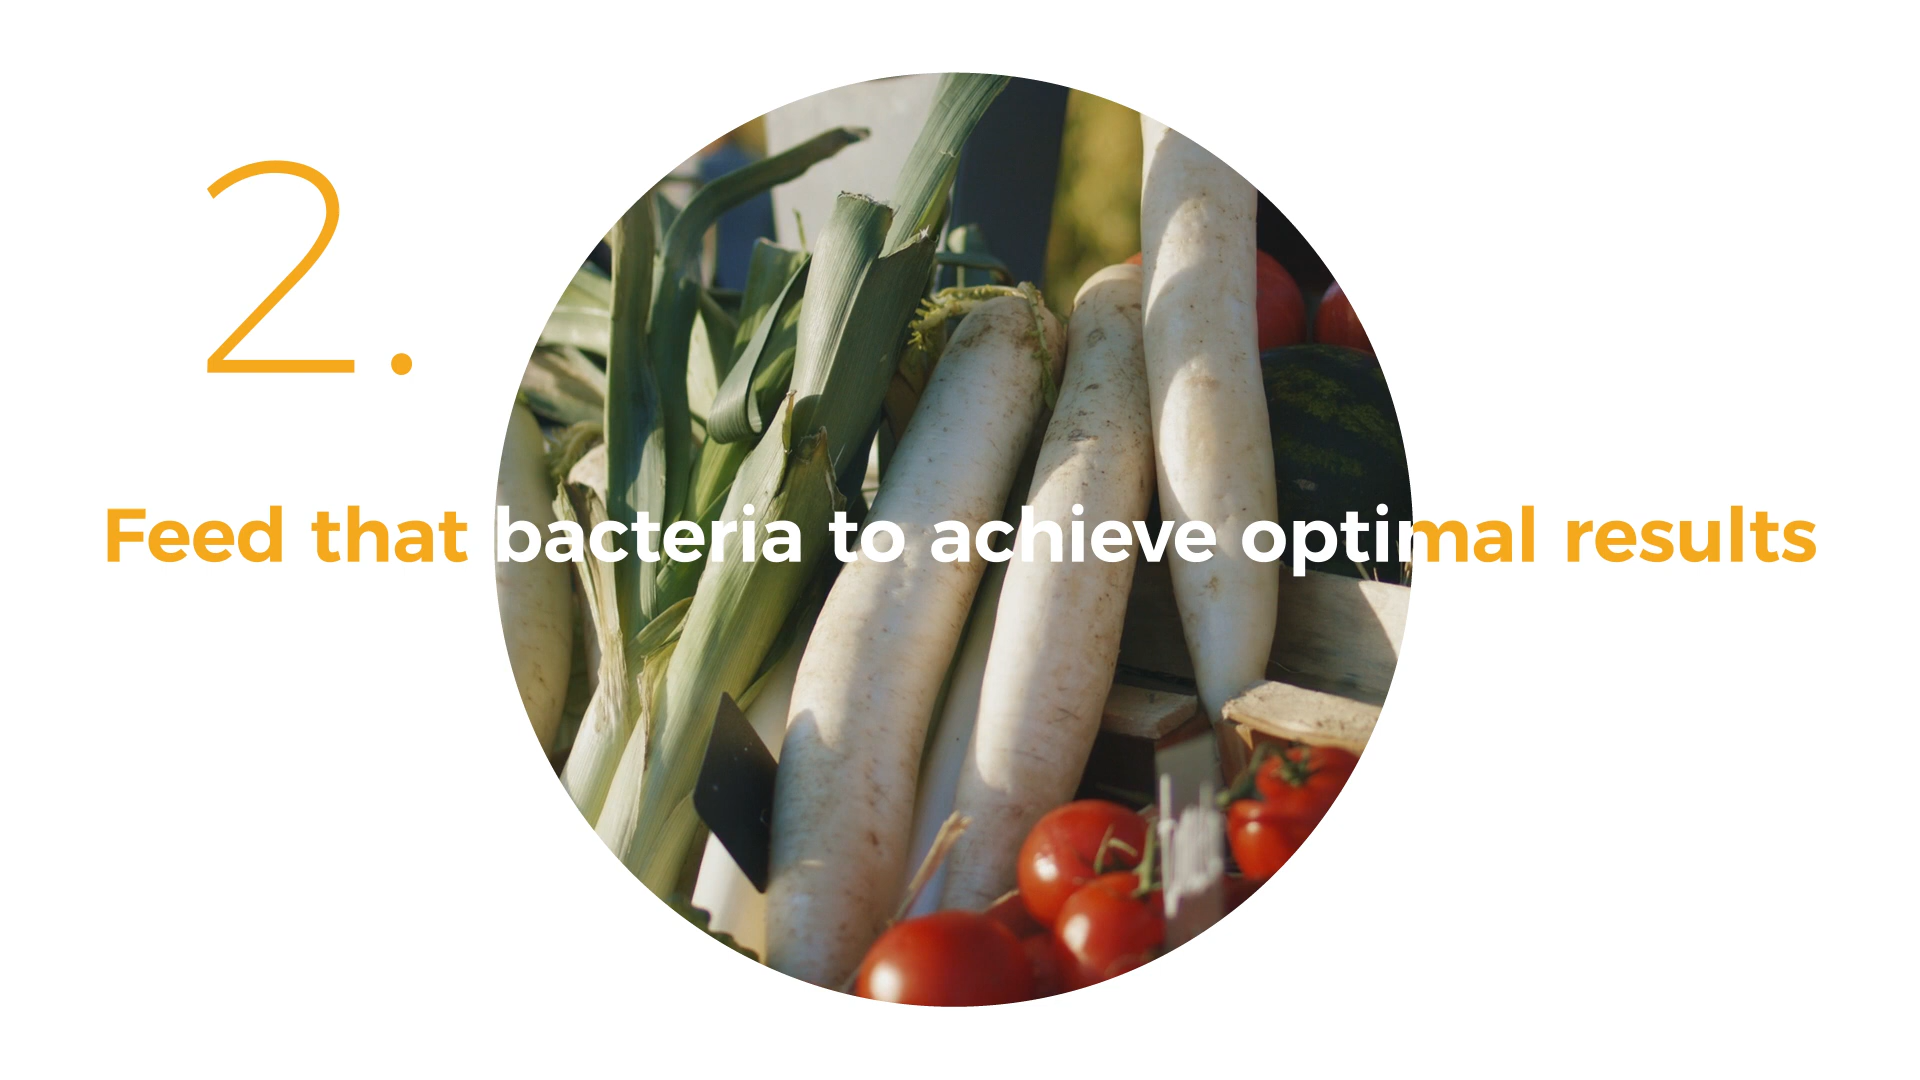 2.
Feed that bacteria to achieve optimal results